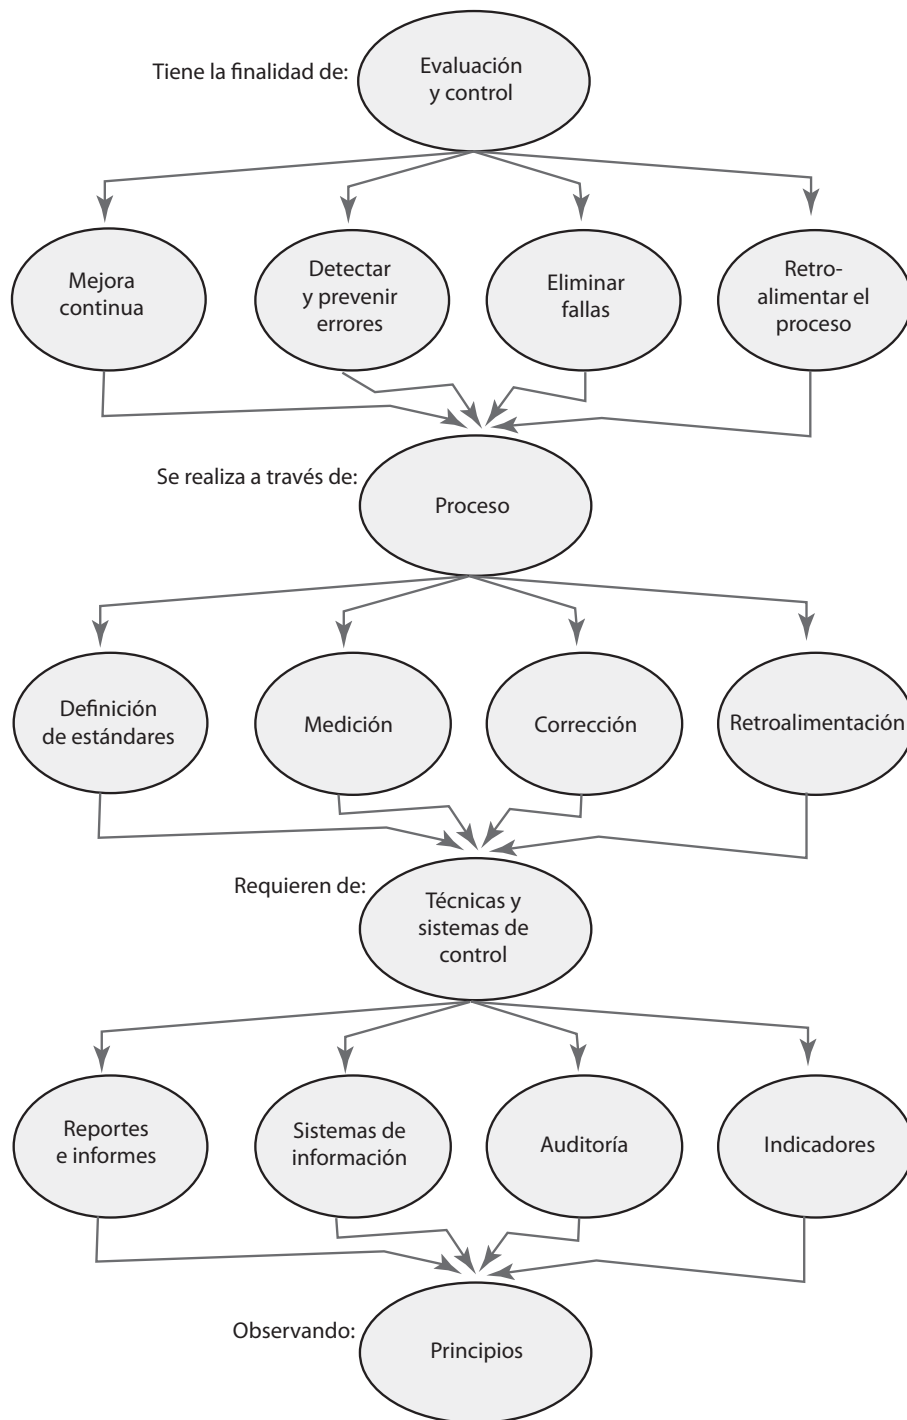 Tiene la finalidad de:
Evaluación
y control
Mejora
continua
Detectar
y prevenir
errores
Eliminar
fallas
Retro-
alimentar el
proceso
Se realiza a través de:
Proceso
Definición
de estándares
Medición
Corrección
Retroalimentación
Requieren de:
Técnicas y
sistemas de
control
Reportes
e informes
Sistemas de
información
Auditoría
Indicadores
Observando:
Principios